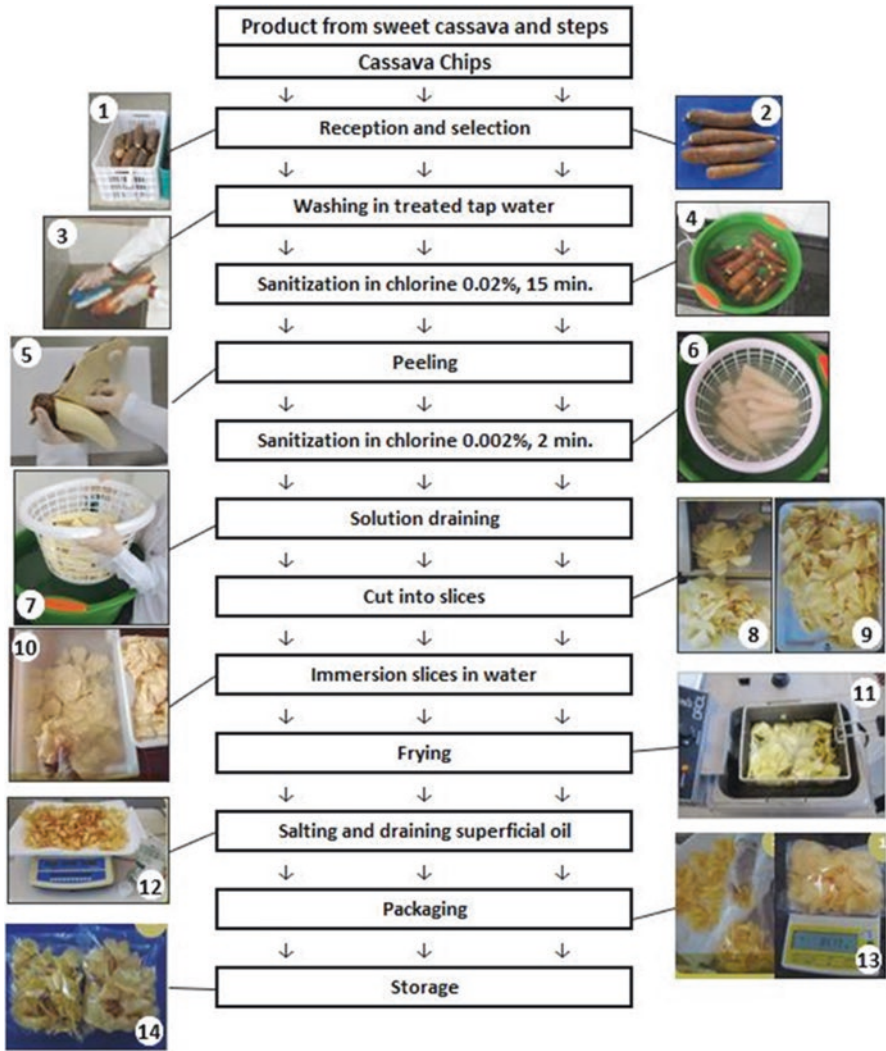 Product from sweet cassava and steps
Cassava Chips
1
Reception and selection
2
Washing in treated tap water
3
4
Sanitization in chlorine 0.02%, 15 min.
5
Peeling
6
Sanitization in chlorine 0.002%, 2 min.
Solution draining
7
8
9
Cut into slices
10
Immersion slices in water
11
Frying
12
Salting and draining superficial oil
Packaging
13
Storage
14